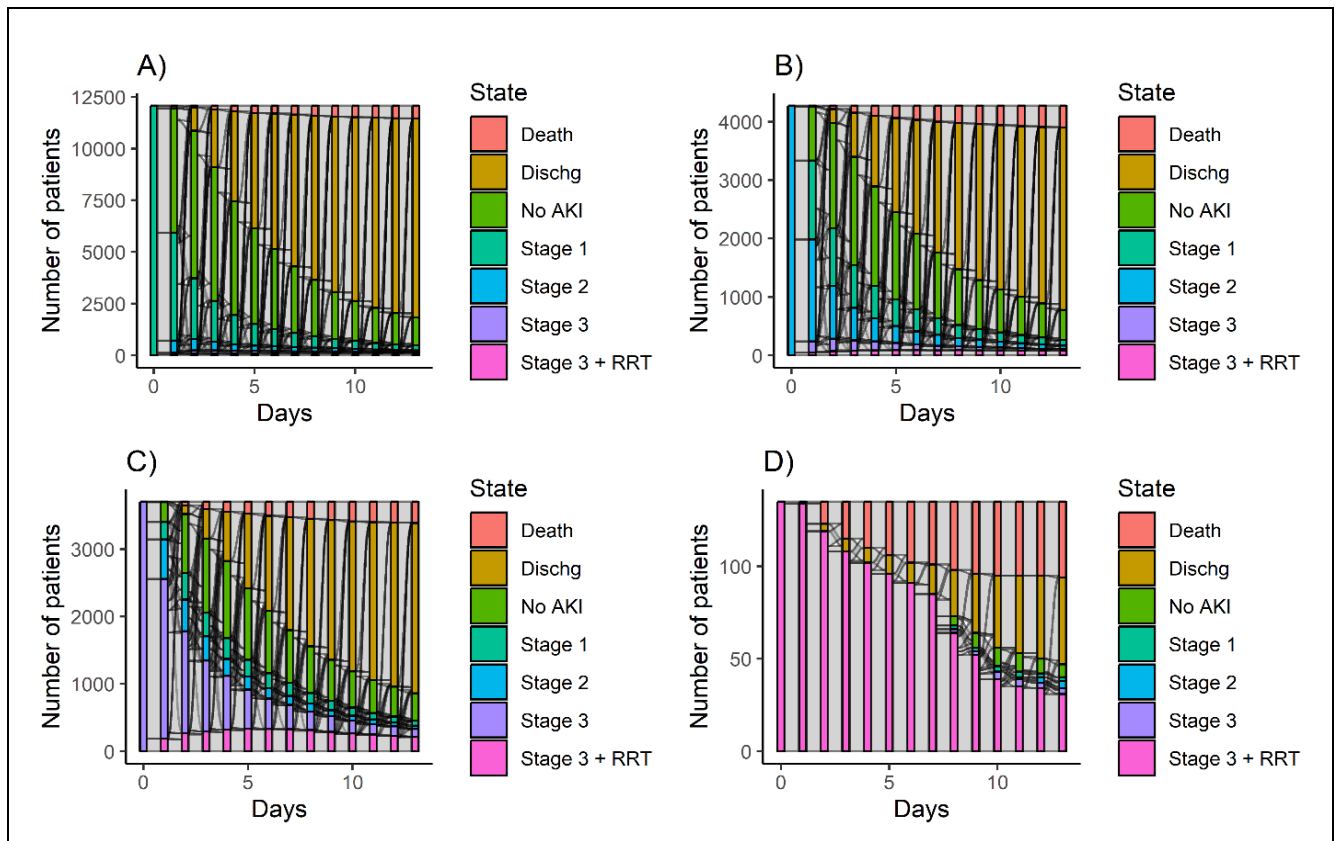 A)
Number of patients
12500
10000
7500
5000
2500
0
0 5 10
Days
State
Death
Dischg
No AKI
Stage 1
Stage 2
Stage 3
Stage 3 + RRT
B)
Number of patients
4000
3000
2000
1000
0
0 5 10
Days
State
Death
Dischg
No AKI
Stage 1
Stage 2
Stage 3
Stage 3 + RRT
C)
Number of patients
3000
2000
1000
0
0 5 10
Days
State
Death
Dischg
No AKI
Stage 1
Stage 2
Stage 3
Stage 3 + RRT
D)
Number of patients
100
50
0
0 5 10
Days
State
Death
Dischg
No AKI
Stage 1
Stage 2
Stage 3
Stage 3 + RRT